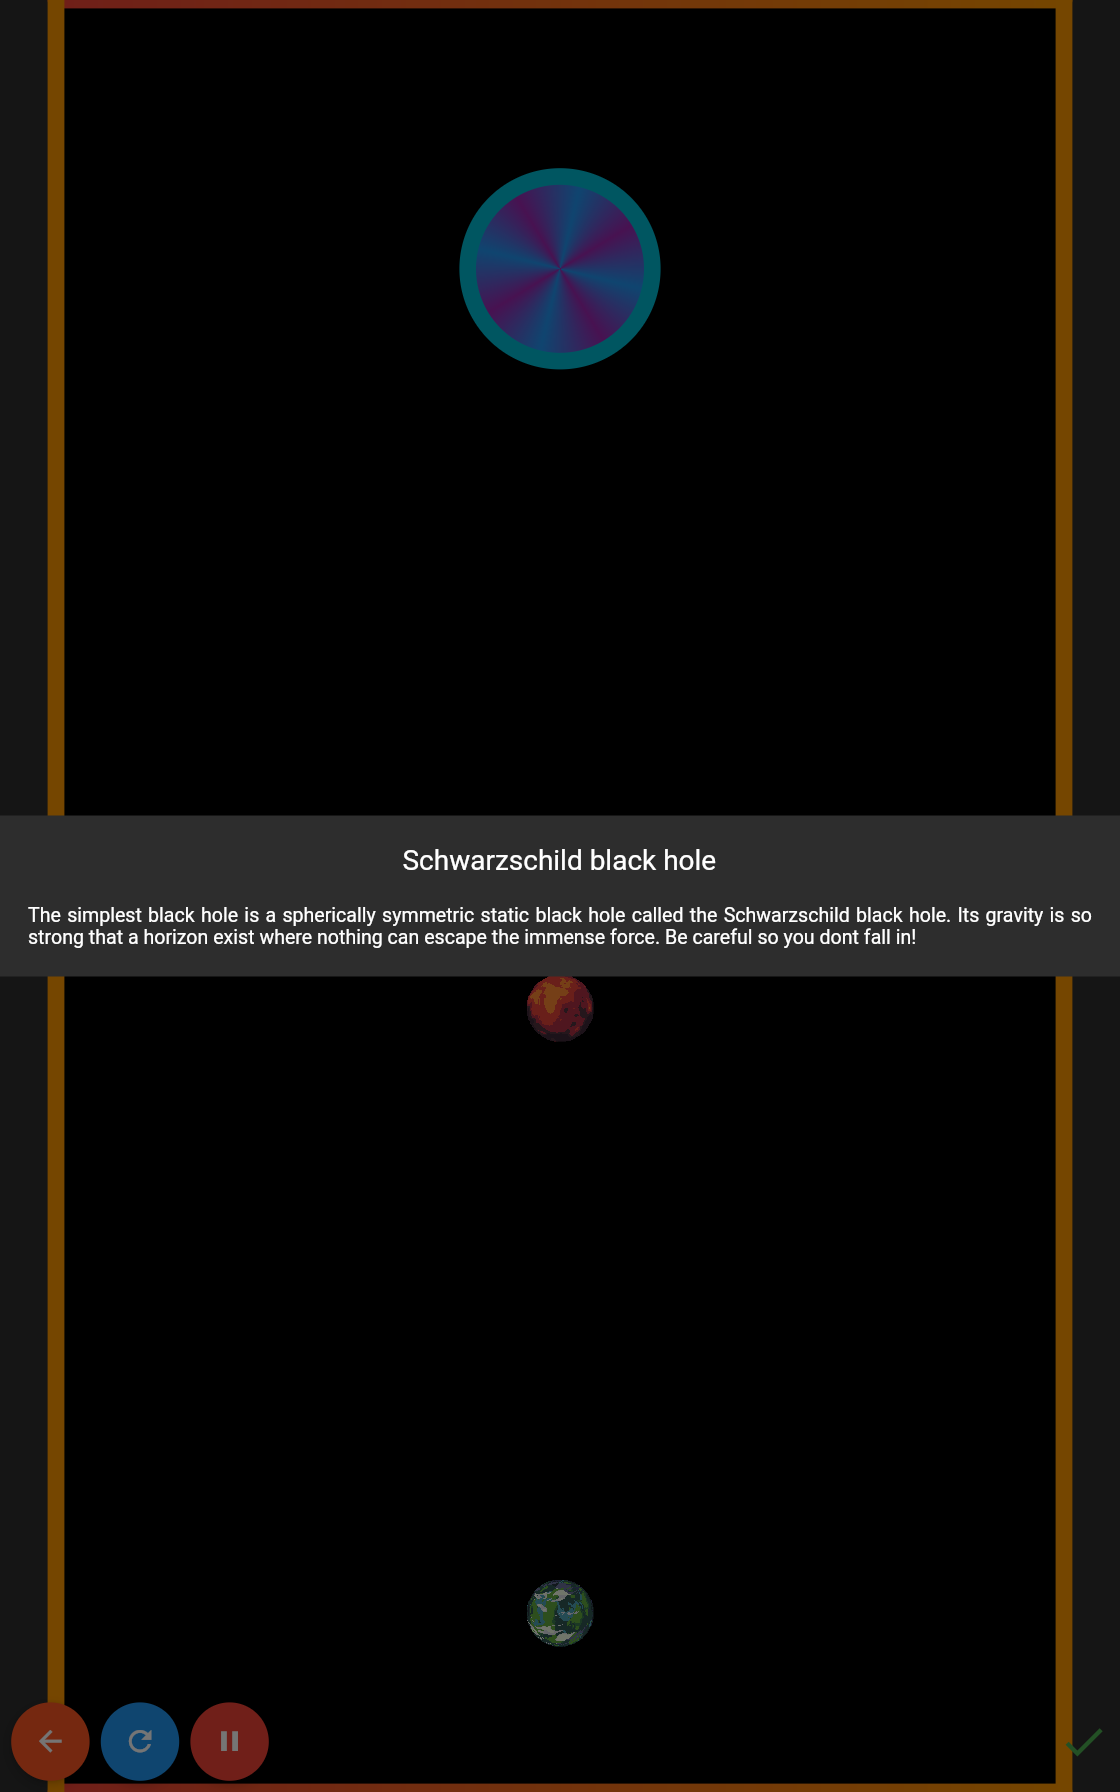 Schwarzschild black hole
The simplest black hole is a spherically symmetric static black hole called the Schwarzschild black hole. Its gravity is so
strong that a horizon exist where nothing can escape the immense force. Be careful so you dont fall in!